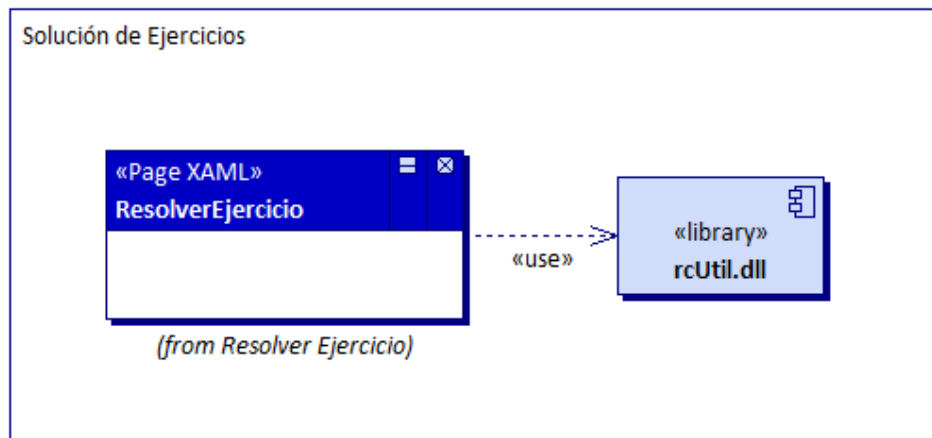 Solución de Ejercicios
«Page XAML»
ResolverEjercicio
«use»
«library»
rcUtil.dll
(from Resolver Ejercicio)